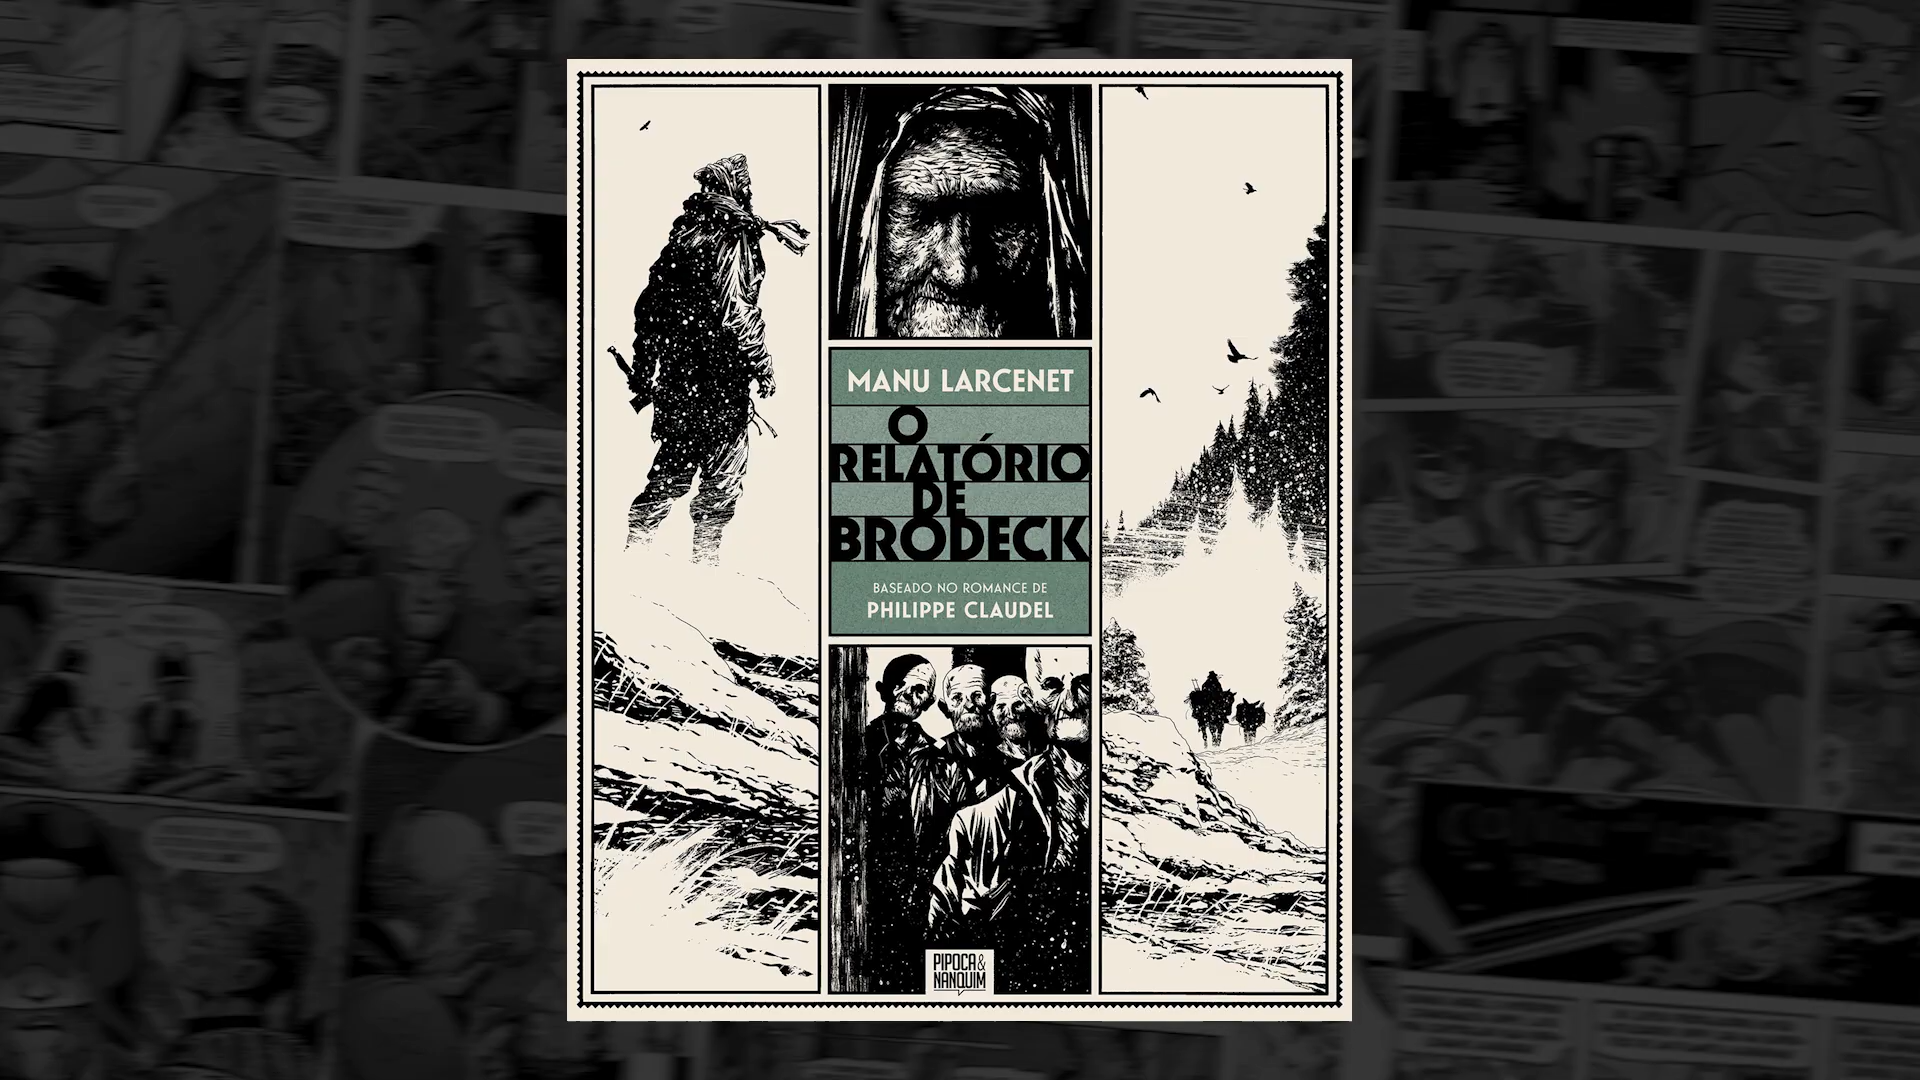 MANU LARCENET
O
RELATÓRIO
DE
BRODECK
BASEADO NO ROMANCE DE
PHILIPPE CLAUDEL
PIPOCA &
NANQUIM